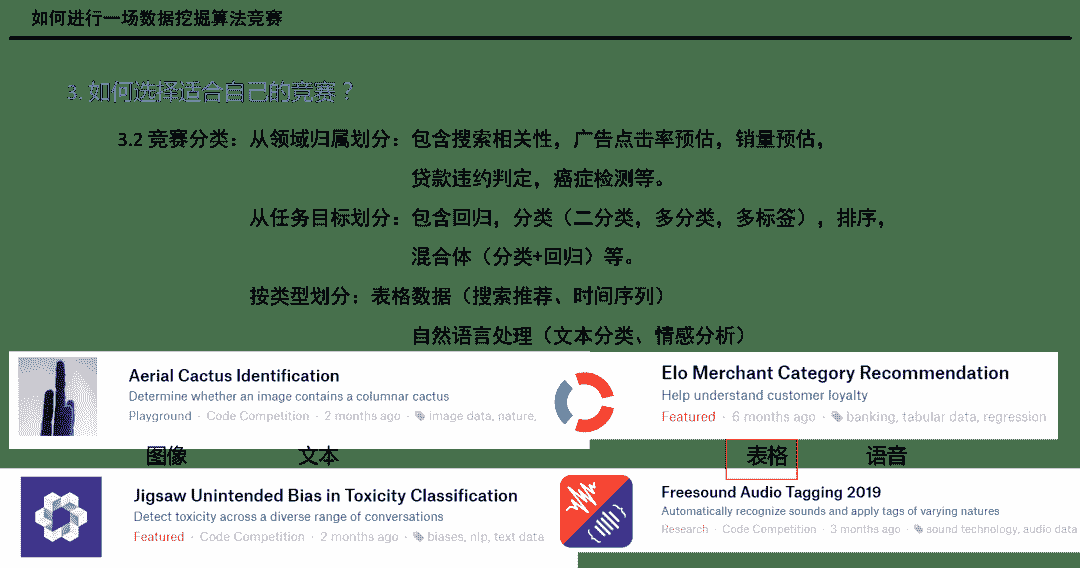 如何进行一场数据挖掘算法竞赛
3. 如何选择适合自己的竞赛？
3.2 竞赛分类：从领域归属划分：包含搜索相关性，广告点击率预估，销量预估，
贷款违约判定，癌症检测等。
从任务目标划分：包含回归，分类（二分类，多分类，多标签），排序，
混合体（分类+回归）等。
按类型划分：表格数据（搜索推荐、时间序列）
自然语言处理（文本分类、情感分析）
Aerial Cactus Identification
Determine whether an image contains a columnar cactus
Playground · Code Competition · 2 months ago · image data, nature,
Elo Merchant Category Recommendation
Help understand customer loyalty
Featured · 6 months ago · banking, tabular data, regression
图像 文本 表格 语音
Jigsaw Unintended Bias in Toxicity Classification
Detect toxicity across a diverse range of conversations
Featured · Code Competition · 2 months ago · biases, nlp, text data
Freesound Audio Tagging 2019
Automatically recognize sounds and apply tags of varying natures
Research · Code Competition · 3 months ago · sound technology, audio data